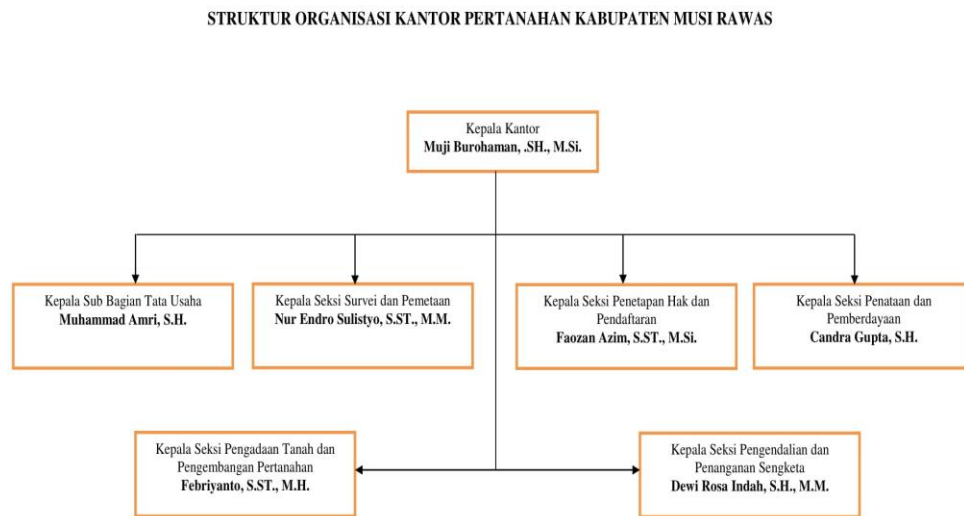 STRUKTUR ORGANISASI KANTOR PERTANAHAN KABUPATEN MUSI RAWAS
Kepala Kantor
Muji Burohaman, .SH., M.Si.
Kepala Sub Bagian Tata Usaha
Muhammad Amri, S.H.
Kepala Seksi Survei dan Pemetaan
Nur Endro Sulistyo, S.ST., M.M.
Kepala Seksi Penetapan Hak dan
Pendaftaran
Faozan Azim, S.ST., M.Si.
Kepala Seksi Penataan dan
Pemberdayaan
Candra Gupta, S.H.
Kepala Seksi Pengadaan Tanah dan
Pengembangan Pertanahan
Febriyanto, S.ST., M.H.
Kepala Seksi Pengendalian dan
Penanganan Sengketa
Dewi Rosa Indah, S.H., M.M.